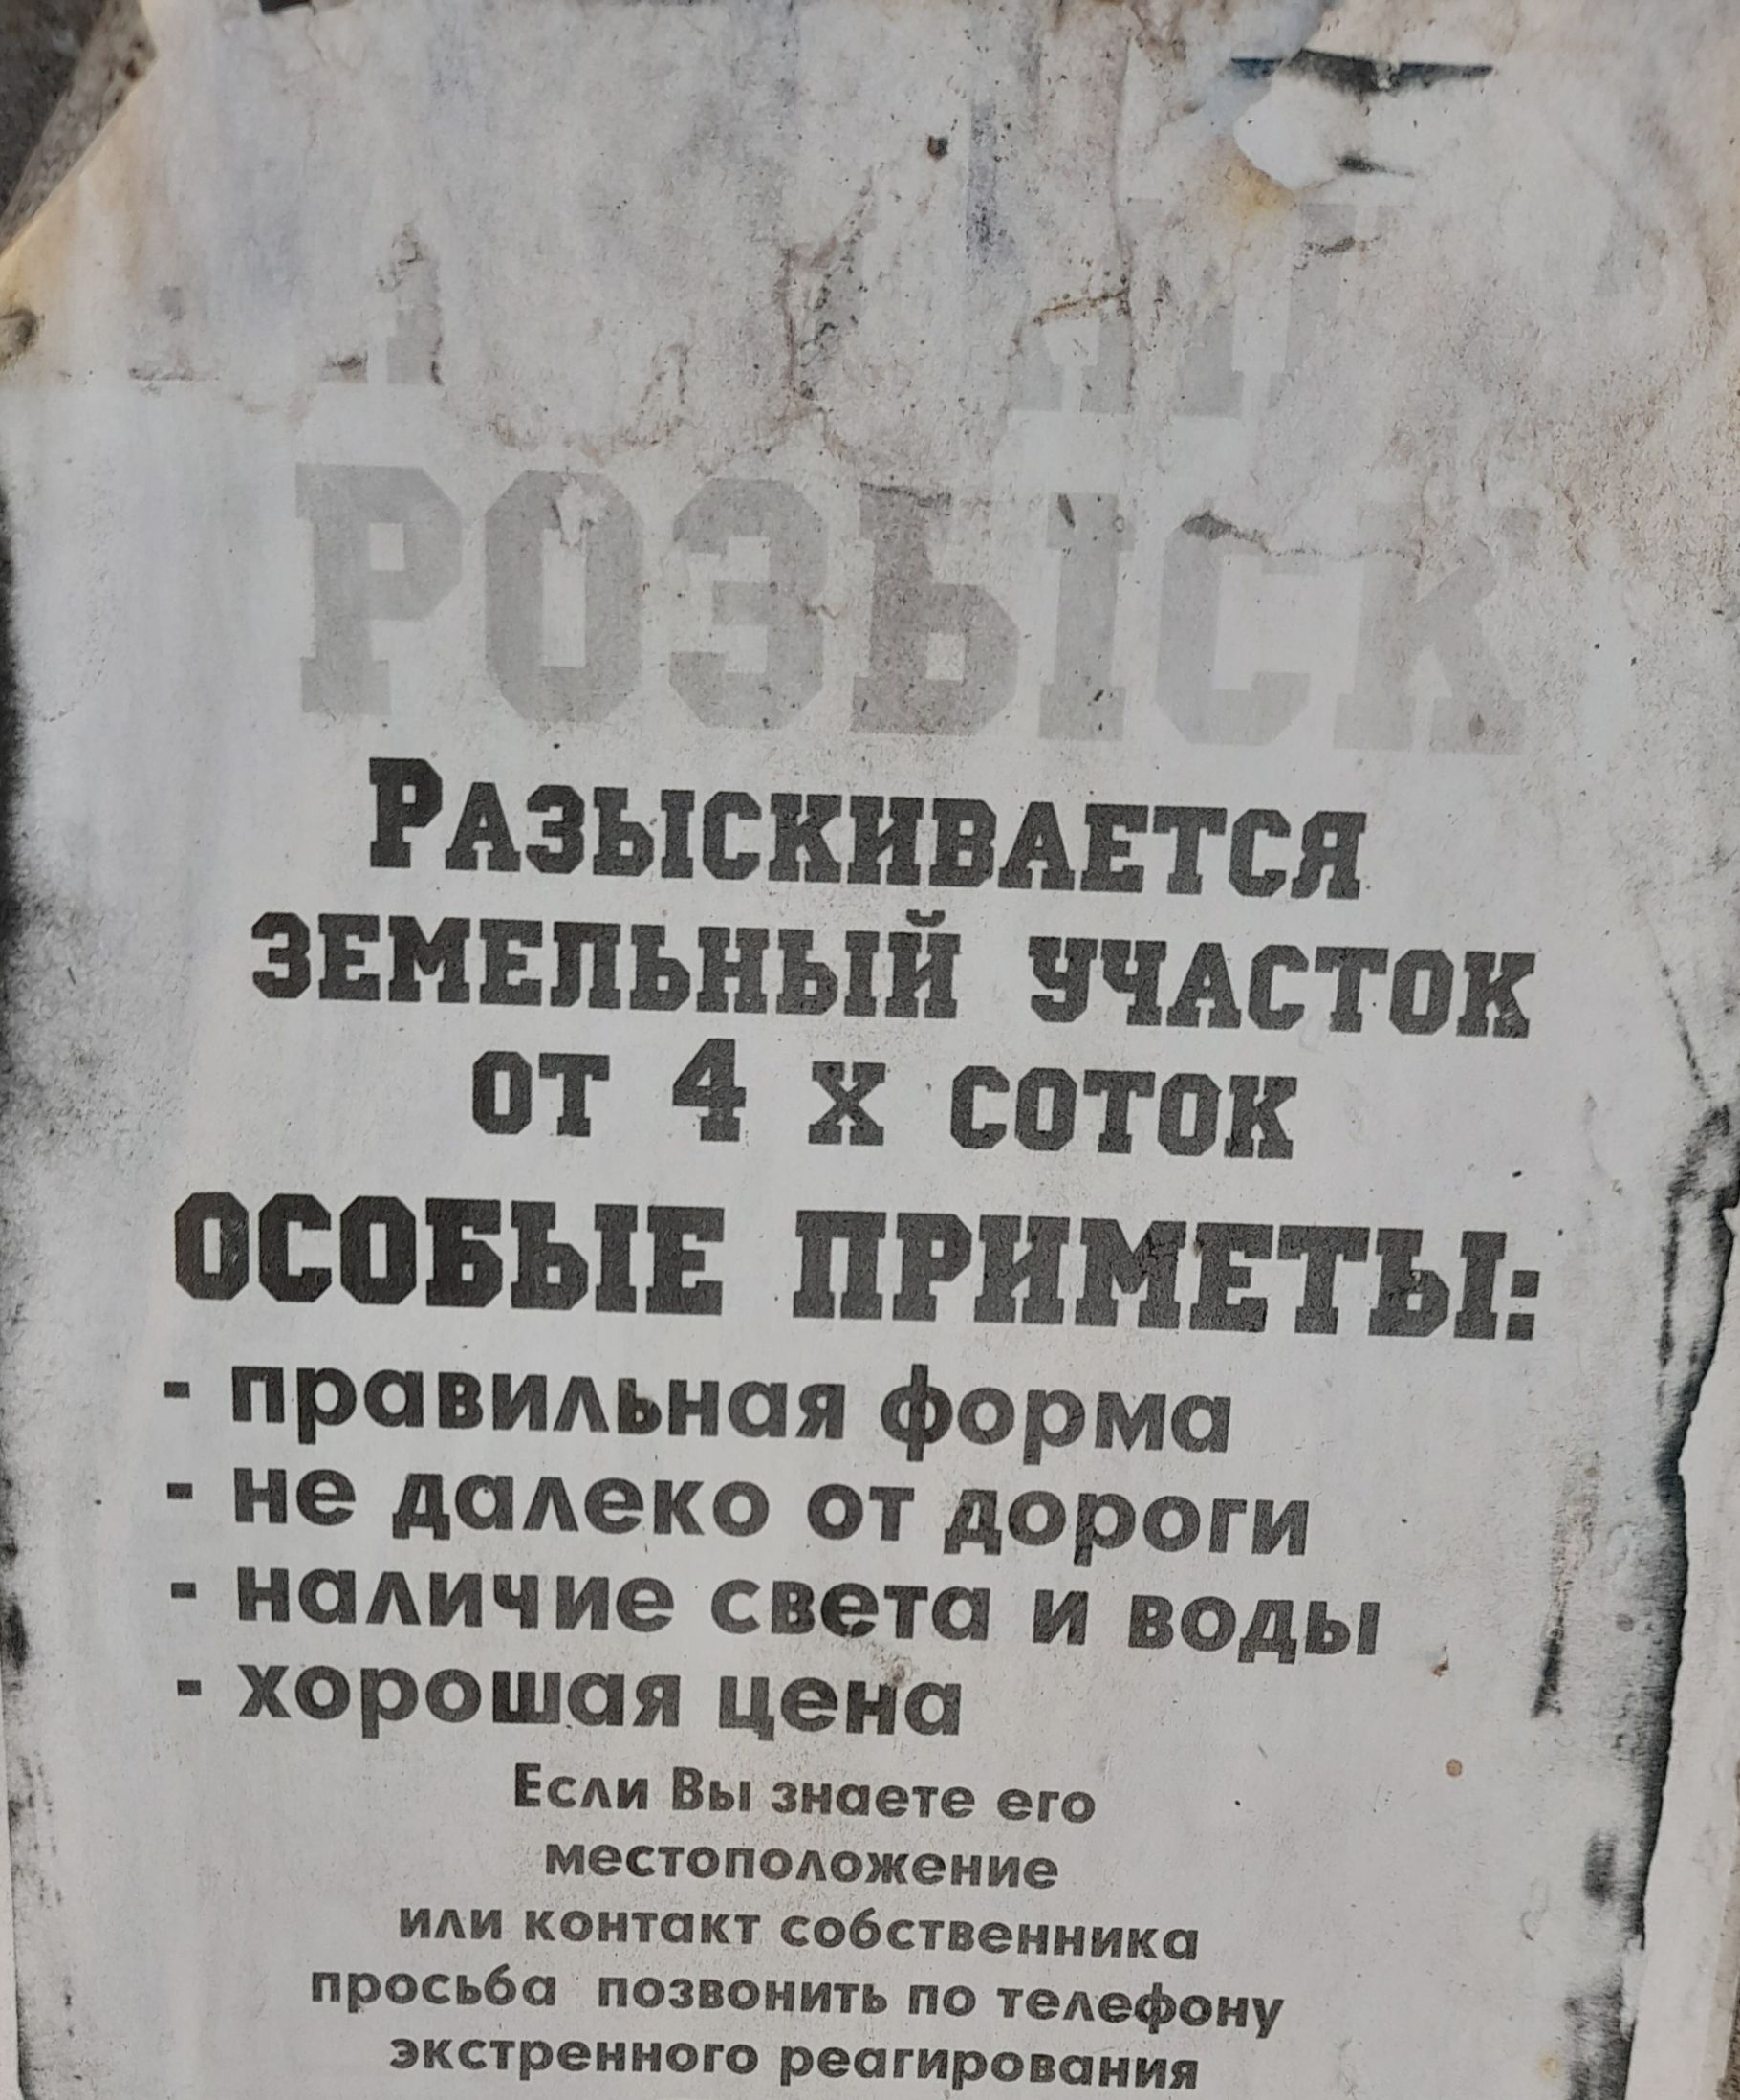 РОЗЫСК
РАЗЫСКИВАЕТСЯ
ЗЕМЕЛЬНЫЙ УЧАСТОК
ОТ 4 Х СОТОК
ОСОБЫЕ ПРИМЕТЫ:
- правильная форма
- не далеко от дороги
- наличие света и воды
- хорошая цена
Если Вы знаете его
местоположение
или контакт собственника
просьба позвонить по телефону
экстренного реагирования